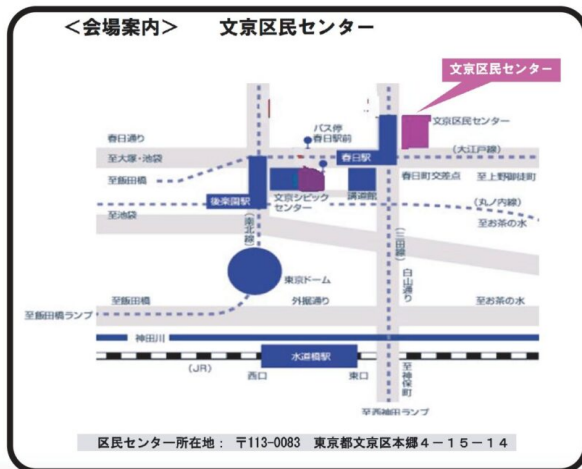 ＜会場案内＞ 文京区民センター
文京区民センター
文京区民センター
バス停
春日駅前
春日通り
至大塚・池袋
春日駅
(大江戸線)
至飯田橋
春日町交差点
至上野御徒町
後楽園駅
文京シビック
センター
講道館
(丸ノ内線)
至池袋
至お茶の水
(南北線)
(三田線)
白山通り
東京ドーム
至飯田橋
外堀通り
至お茶の水
至飯田橋ランプ
神田川
水道橋駅
(JR)
西口
東口
至神保町
至西神田ランプ
区民センター所在地： 〒113-0083 東京都文京区本郷４－１５－１４